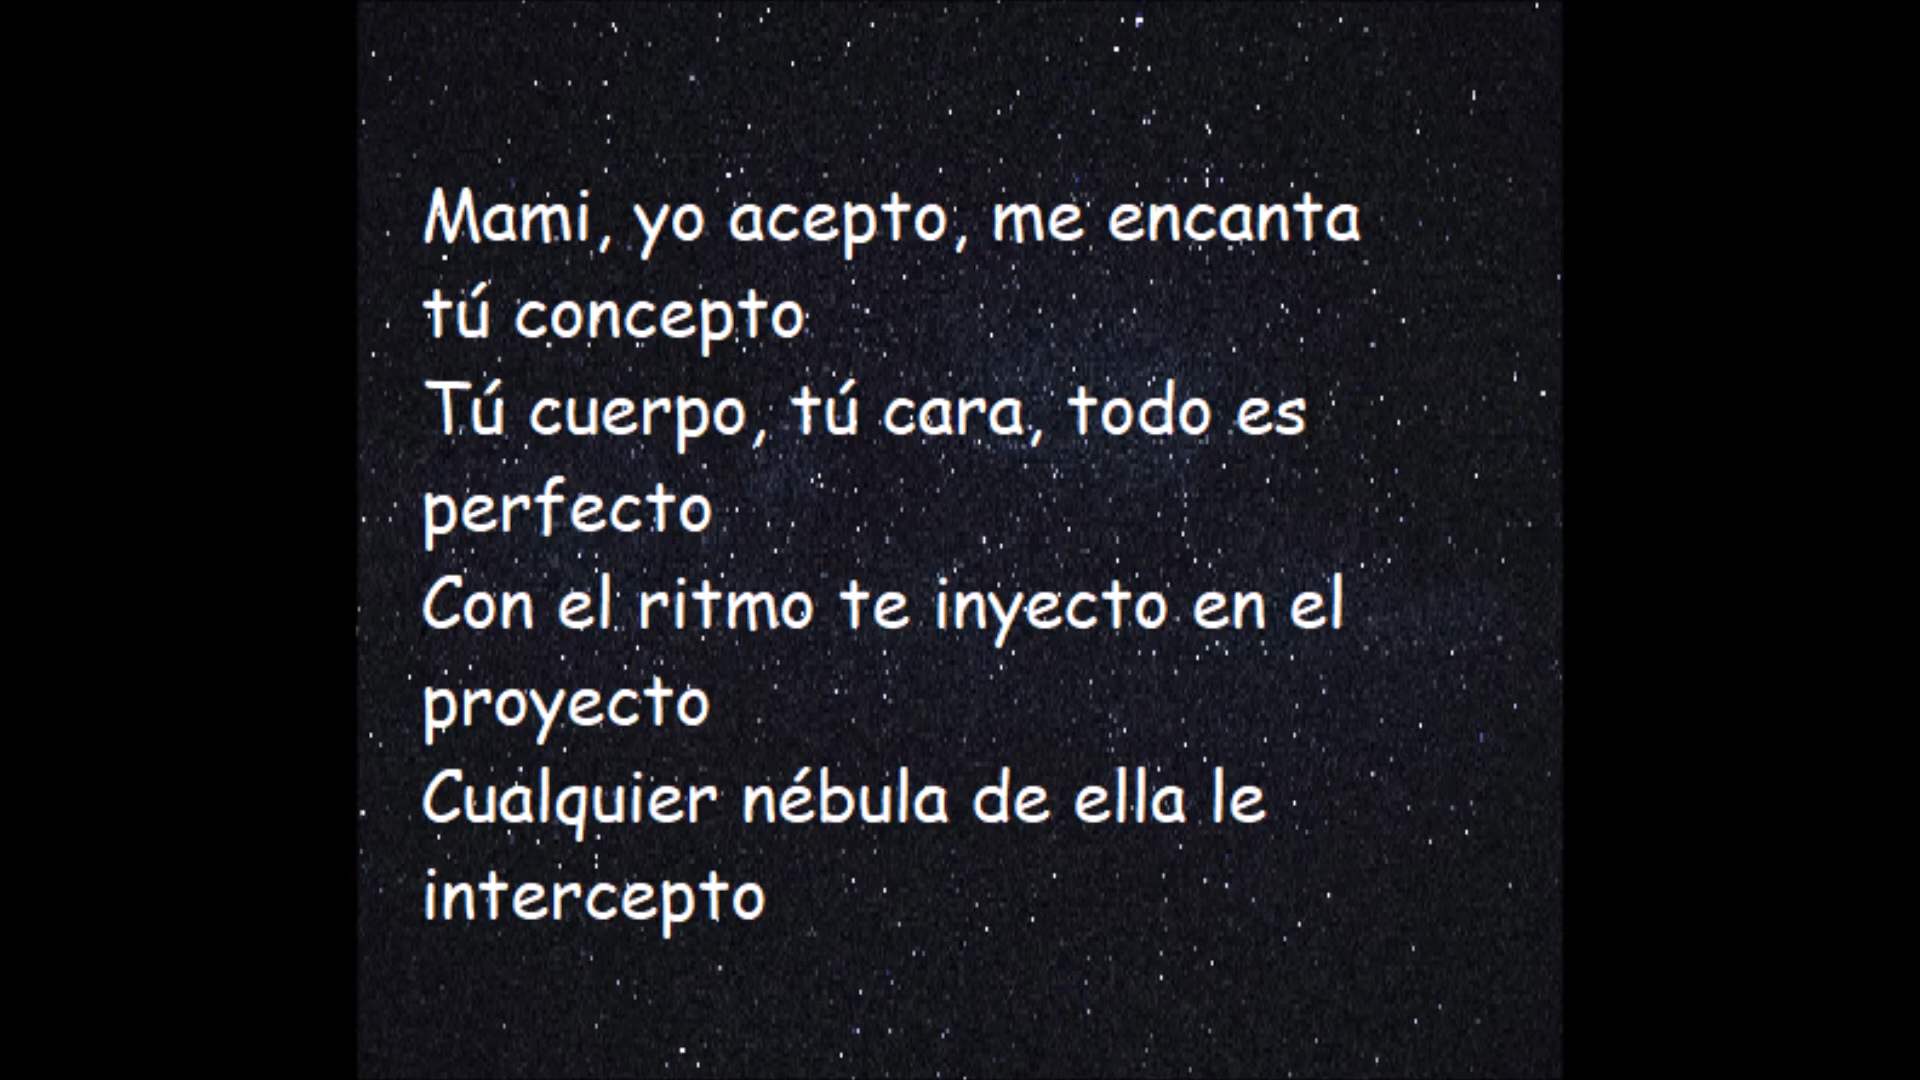 Mami, yo acepto, me encanta
tú concepto
Tú cuerpo, tú cara, todo es
perfecto
Con el ritmo te inyecto en el
proyecto
Cualquier nébula de ella le
intercepto